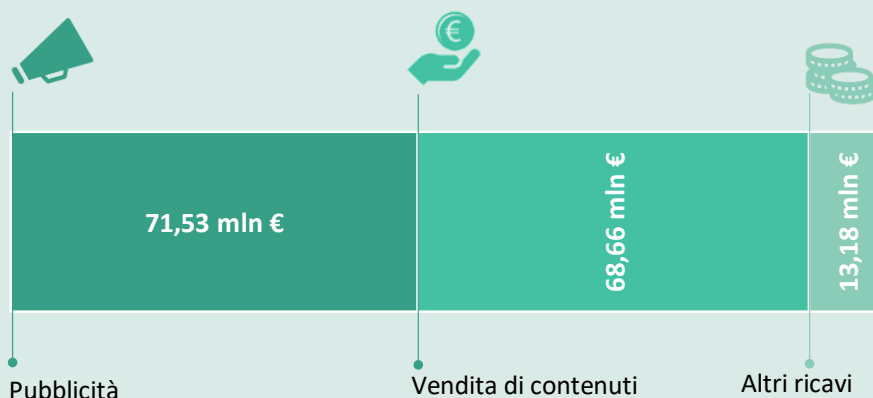 71,53 mln €
68,66 mln €
13,18 mln €
Pubblicità
Vendita di contenuti
Altri ricavi